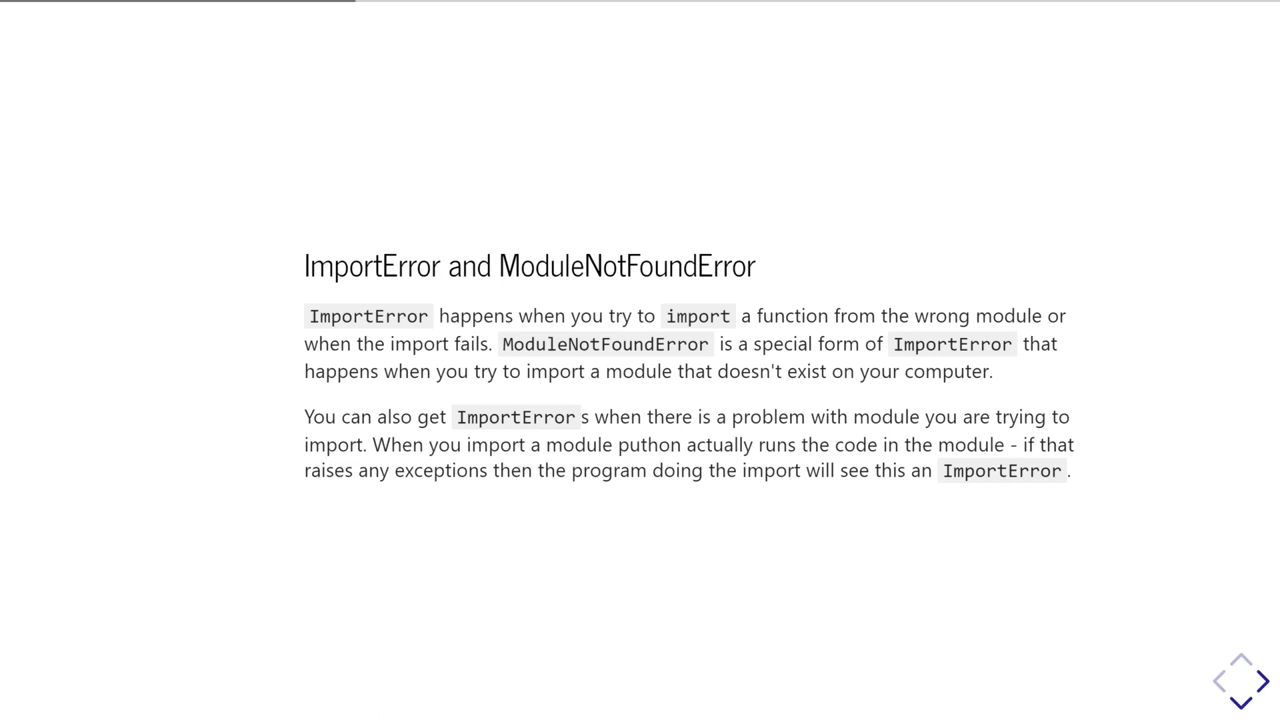 ImportError and ModuleNotFoundError
ImportError happens when you try to import a function from the wrong module or
when the import fails. ModuleNotFoundError is a special form of ImportError that
happens when you try to import a module that doesn't exist on your computer.
You can also get ImportErrors when there is a problem with module you are trying to
import. When you import a module puthon actually runs the code in the module - if that
raises any exceptions then the program doing the import will see this an ImportError.